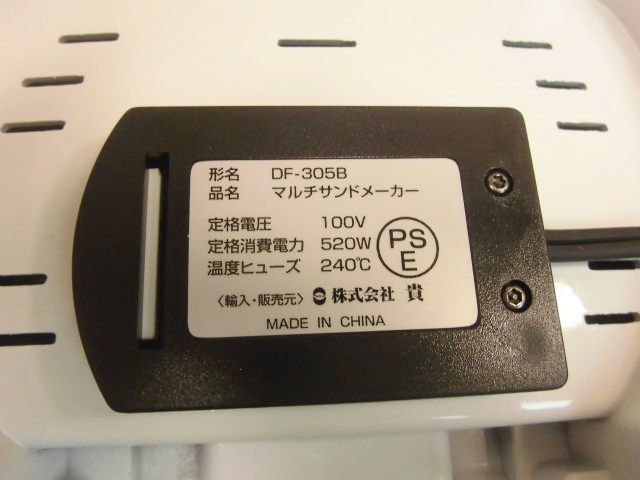 形名 DF-305B
品名 マルチサンドメーカー
定格電圧 100V
定格消費電力 520W
温度ヒューズ 240℃
PS
E
〈輸入・販売元〉 株式会社 貴
MADE IN CHINA